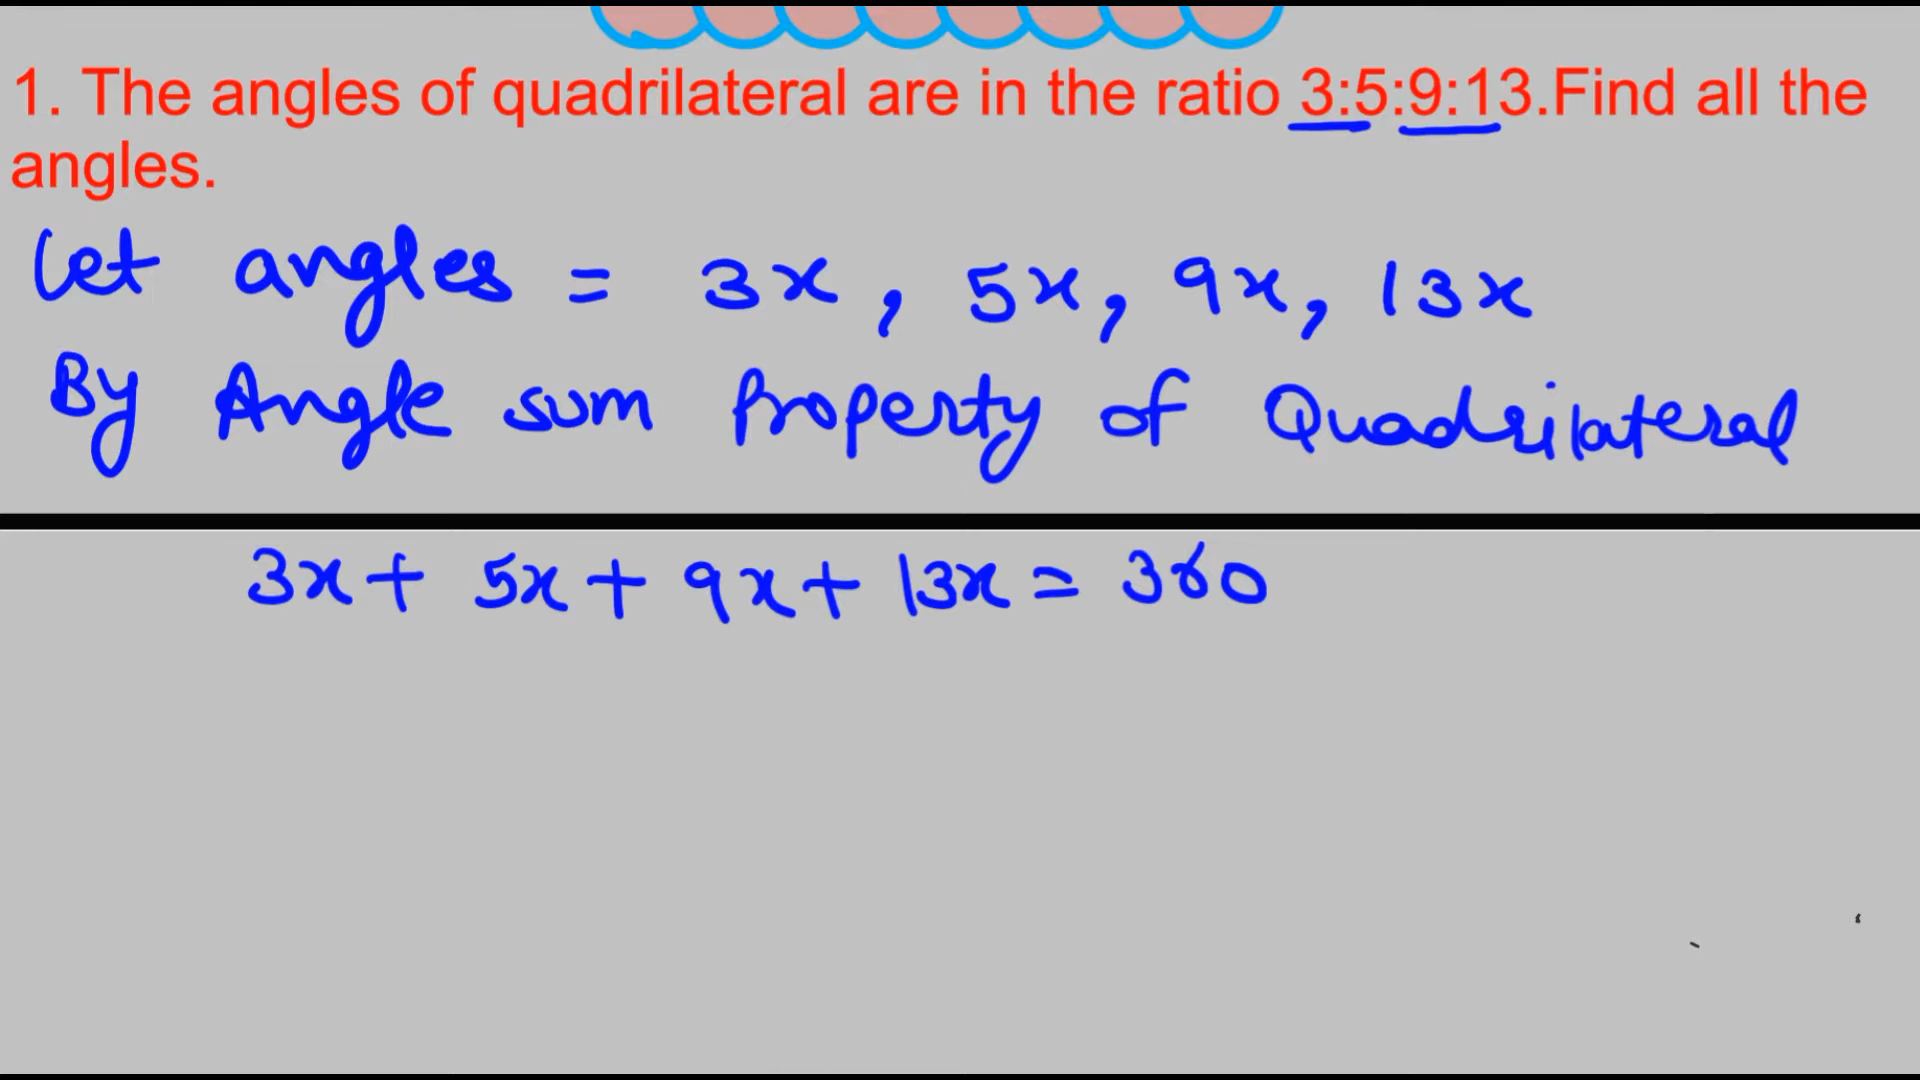 1. The angles of quadrilateral are in the ratio 3:5:9:13.Find all the
angles.
Let angles = 3x, 5x, 9x, 13x
By Angle sum Property of Quadrilateral
3x + 5x + 9x + 13x = 360